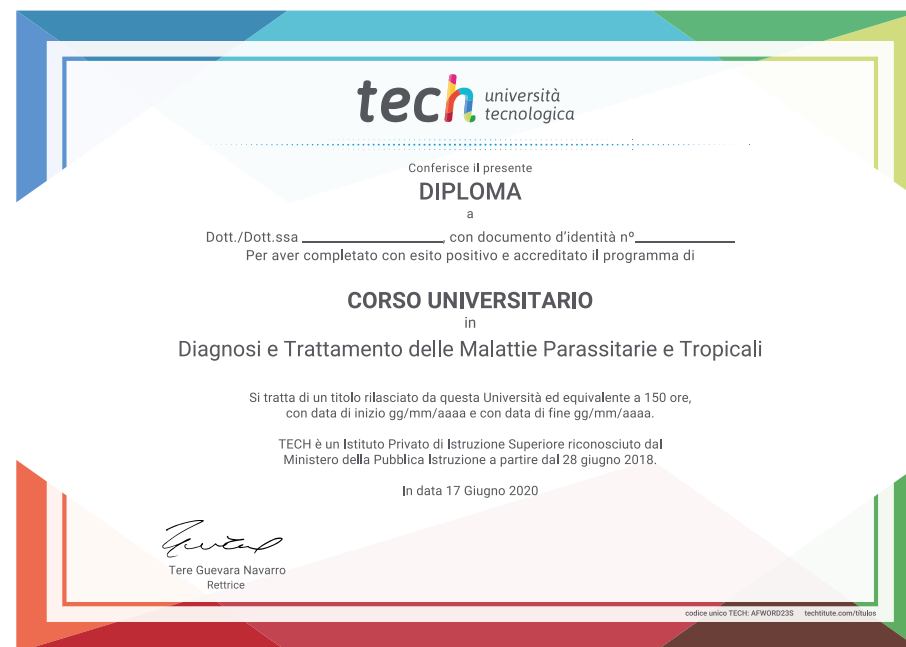 tech università
tecnologica
Conferisce il presente
DIPLOMA
a
Dott./Dott.ssa ________________, con documento d'identità nº____________
Per aver completato con esito positivo e accreditato il programma di
CORSO UNIVERSITARIO
in
Diagnosi e Trattamento delle Malattie Parassitarie e Tropicali
Si tratta di un titolo rilasciato da questa Università ed equivalente a 150 ore,
con data di inizio gg/mm/aaaa e con data di fine gg/mm/aaaa.
TECH è un Istituto Privato di Istruzione Superiore riconosciuto dal
Ministero della Pubblica Istruzione a partire dal 28 giugno 2018.
In data 17 Giugno 2020
Tere Guevara Navarro
Rettrice
codice unico TECH: AFWORD23S techtitute.com/títulos